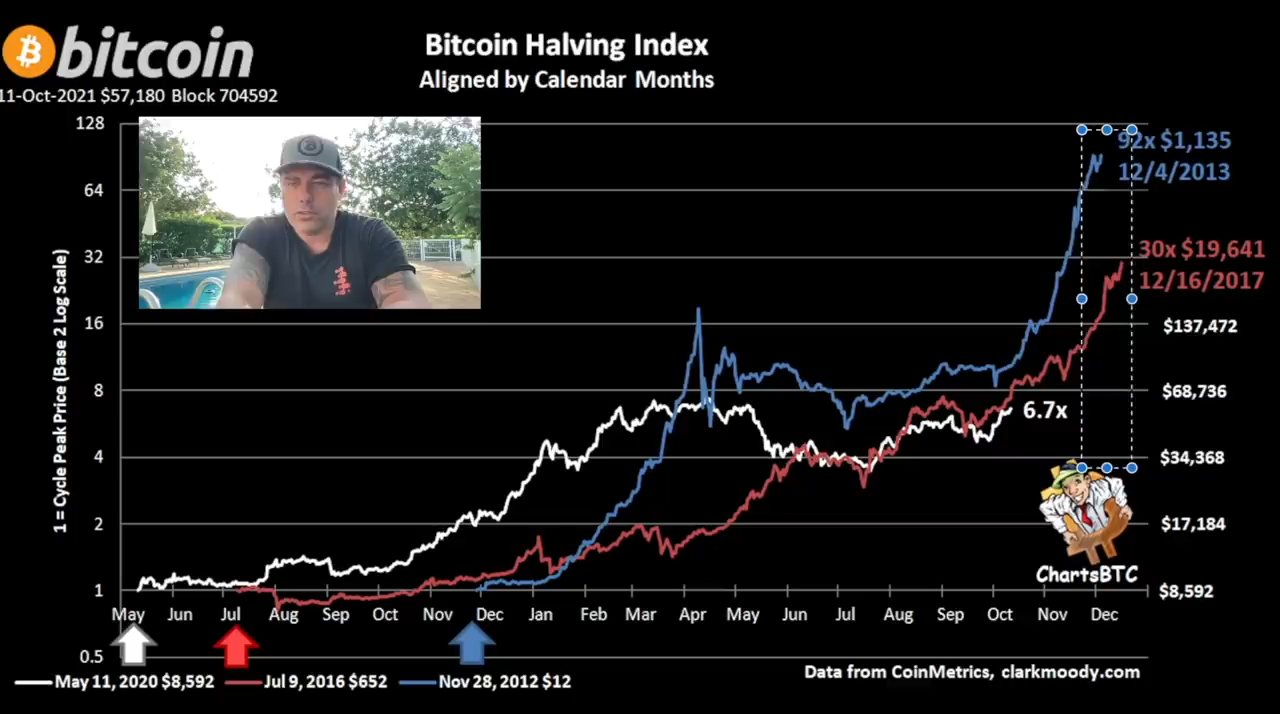 bitcoin
11-Oct-2021 $57,180 Block 704592
Bitcoin Halving Index
Aligned by Calendar Months
1 = Cycle Peak Price (Base 2 Log Scale)
128
64
32
16
8
4
2
1
0.5
92x $1,135
12/4/2013
30x $19,641
12/16/2017
$137,472
$68,736
$34,368
$17,184
$8,592
6.7x
ChartsBTC
May Jun Jul Aug Sep Oct Nov Dec Jan Feb Mar Apr May Jun Jul Aug Sep Oct Nov Dec
May 11, 2020 $8,592 Jul 9, 2016 $652 Nov 28, 2012 $12
Data from CoinMetrics, clarkmoody.com